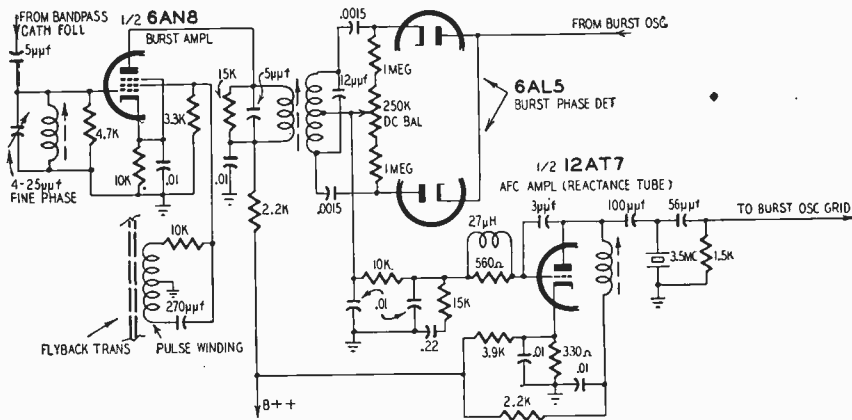 FROM BANDPASS
CATH FOLL
5µµf
1/2 6AN8
BURST AMPL
15K
5µµf
.0015
1MEG
12µµf
250K
DC BAL
1MEG
.0015
FROM BURST OSC
6AL5
BURST PHASE DET
4.7K
3.3K
10K
.01
.01
4-25µµf
FINE PHASE
2.2K
10K
270µµf
FLYBACK TRANS
PULSE WINDING
B++
1/2 12AT7
AFC AMPL (REACTANCE TUBE)
27µH
3µµf
100µµf
56µµf
TO BURST OSC GRID
10K
560Ω
3.5MC
1.5K
.01
15K
.22
3.9K
.01
330Ω
.01
2.2K